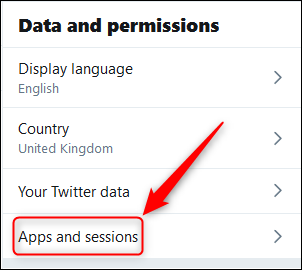 Data and permissions
Display language
English
Country
United Kingdom
Your Twitter data
Apps and sessions